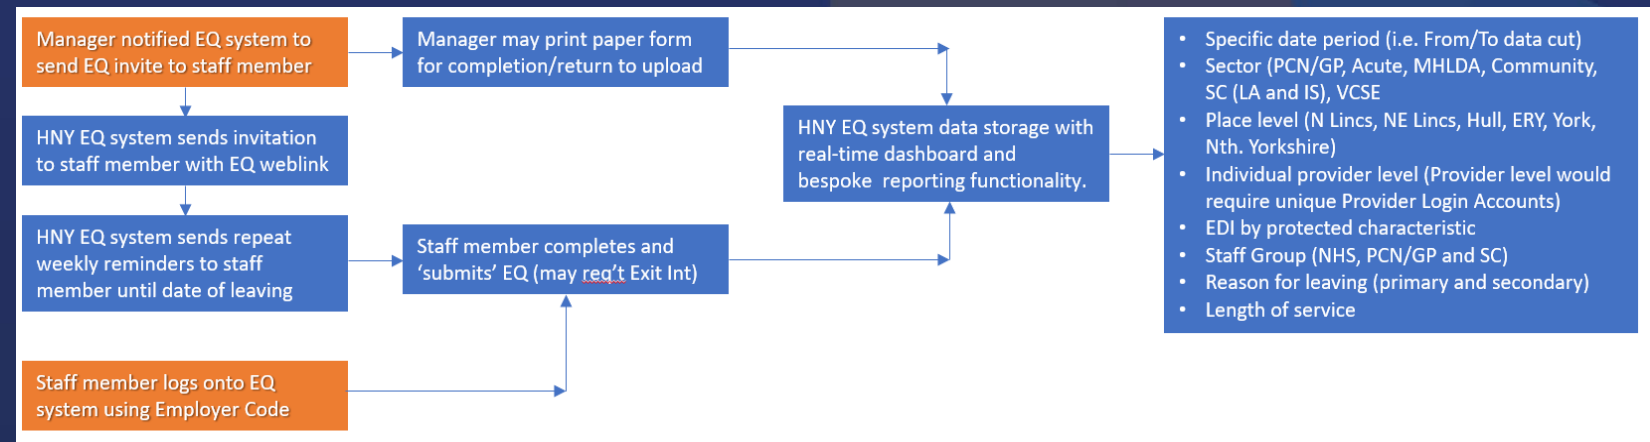 Manager notified EQ system to
send EQ invite to staff member
Manager may print paper form
for completion/return to upload
HNY EQ system sends invitation
to staff member with EQ weblink
HNY EQ system sends repeat
weekly reminders to staff
member until date of leaving
Staff member completes and
‘submits’ EQ (may req’t Exit Int)
Staff member logs onto EQ
system using Employer Code
HNY EQ system data storage with
real-time dashboard and
bespoke  reporting functionality.
• Specific date period (i.e. From/To data cut)
• Sector (PCN/GP, Acute, MHLDA, Community,
SC (LA and IS), VCSE
• Place level (N Lincs, NE Lincs, Hull, ERY, York,
Nth. Yorkshire)
• Individual provider level (Provider level would
require unique Provider Login Accounts)
• EDI by protected characteristic
• Staff Group (NHS, PCN/GP and SC)
• Reason for leaving (primary and secondary)
• Length of service